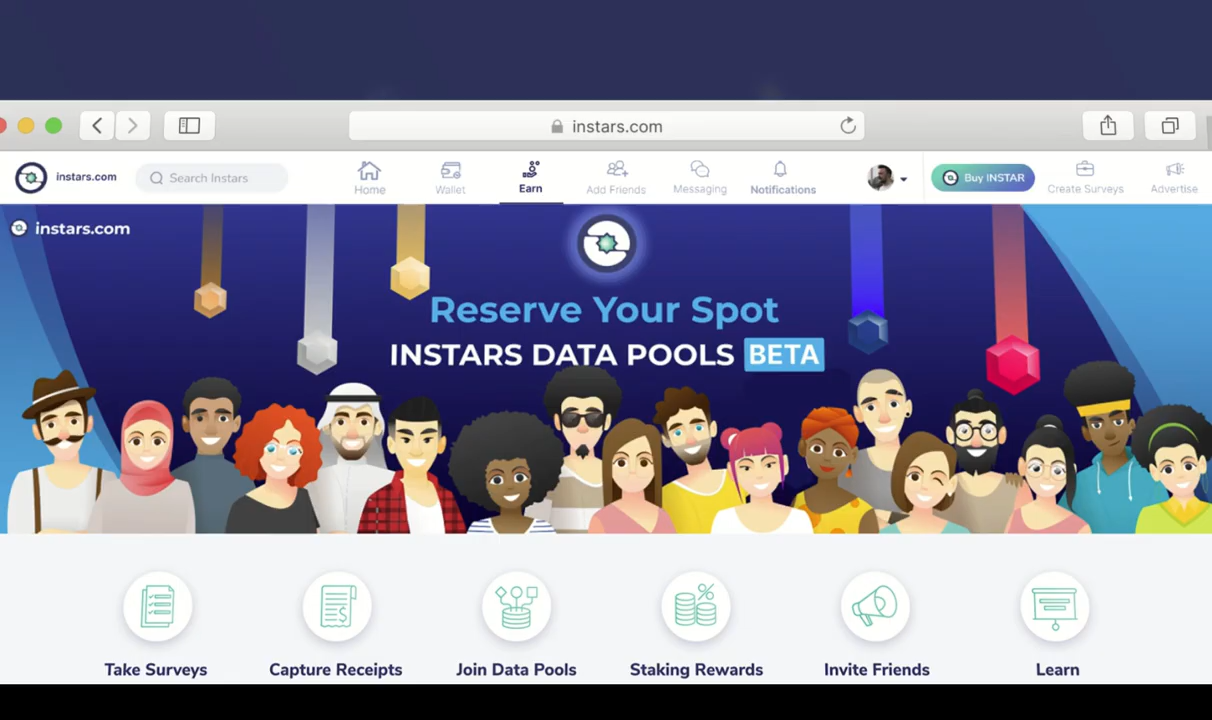 instars.com
instars.com
Search Instars
Home
Wallet
Earn
Add Friends
Messaging
Notifications
Buy INSTAR
Create Surveys
Advertise
instars.com
Reserve Your Spot
INSTARS DATA POOLS BETA
Take Surveys
Capture Receipts
Join Data Pools
Staking Rewards
Invite Friends
Learn